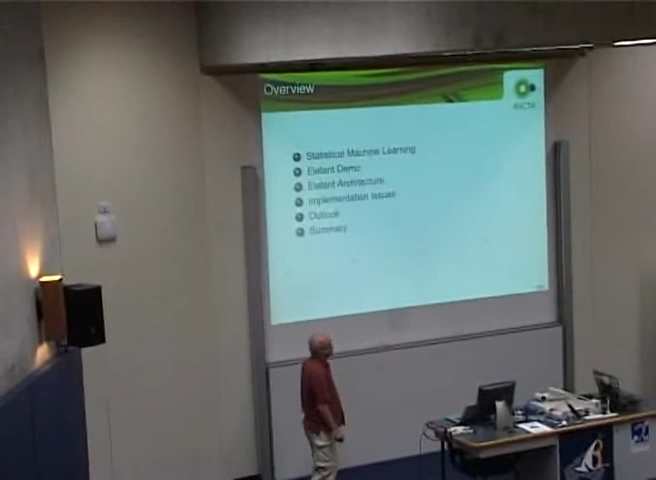 Overview
Statistical Machine Learning
Elefant Demo
Elefant Architecture
Implementation Issues
Outlook
Summary